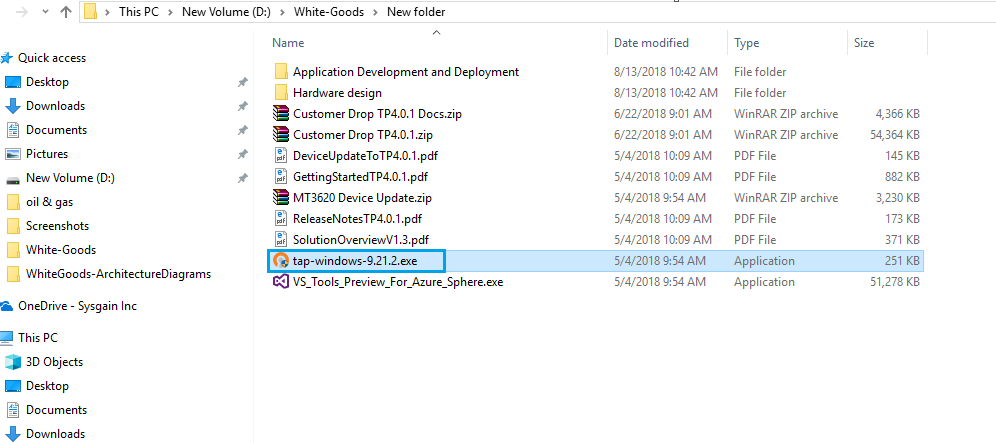 This PC > New Volume (D:) > White-Goods > New folder
Name Date modified Type Size
Quick access
Desktop
Downloads
Documents
Pictures
New Volume (D:)
oil & gas
Screenshots
White-Goods
WhiteGoods-ArchitectureDiagrams
OneDrive - Sysgain Inc
This PC
3D Objects
Desktop
Documents
Downloads
Application Development and Deployment 8/13/2018 10:42 AM File folder
Hardware design 8/13/2018 10:42 AM File folder
Customer Drop TP4.0.1 Docs.zip 6/22/2018 9:01 AM WinRAR ZIP archive 4,366 KB
Customer Drop TP4.0.1.zip 6/22/2018 9:01 AM WinRAR ZIP archive 54,364 KB
DeviceUpdateToTP4.0.1.pdf 5/4/2018 10:09 AM PDF File 145 KB
GettingStartedTP4.0.1.pdf 5/4/2018 10:09 AM PDF File 882 KB
MT3620 Device Update.zip 5/4/2018 9:54 AM WinRAR ZIP archive 3,230 KB
ReleaseNotesTP4.0.1.pdf 5/4/2018 10:09 AM PDF File 173 KB
SolutionOverviewV1.3.pdf 5/4/2018 10:09 AM PDF File 371 KB
tap-windows-9.21.2.exe 5/4/2018 9:54 AM Application 251 KB
VS_Tools_Preview_For_Azure_Sphere.exe 5/4/2018 9:54 AM Application 51,278 KB